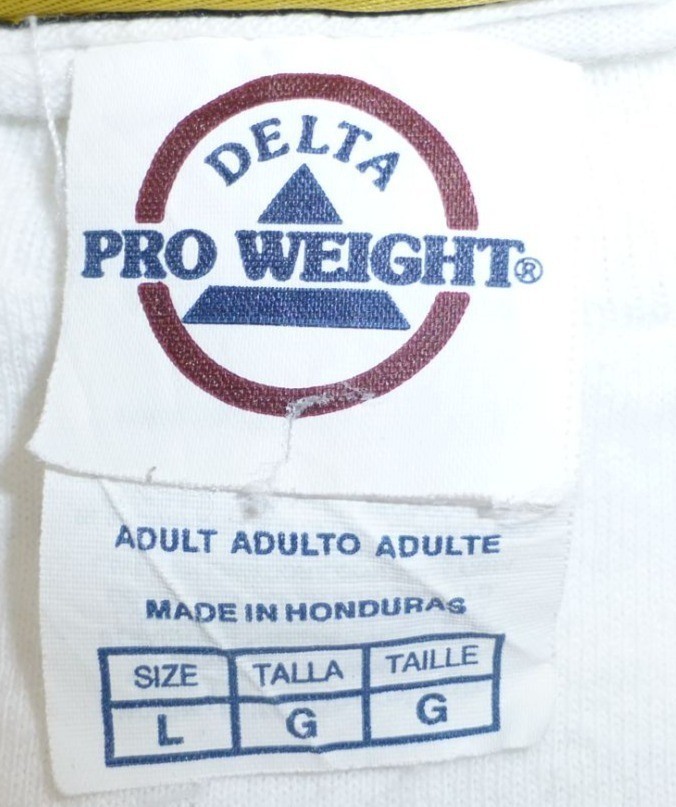 DELTA
PRO WEIGHT®
ADULT ADULTO ADULTE
MADE IN HONDURAS
SIZE TALLA TAILLE
L G G